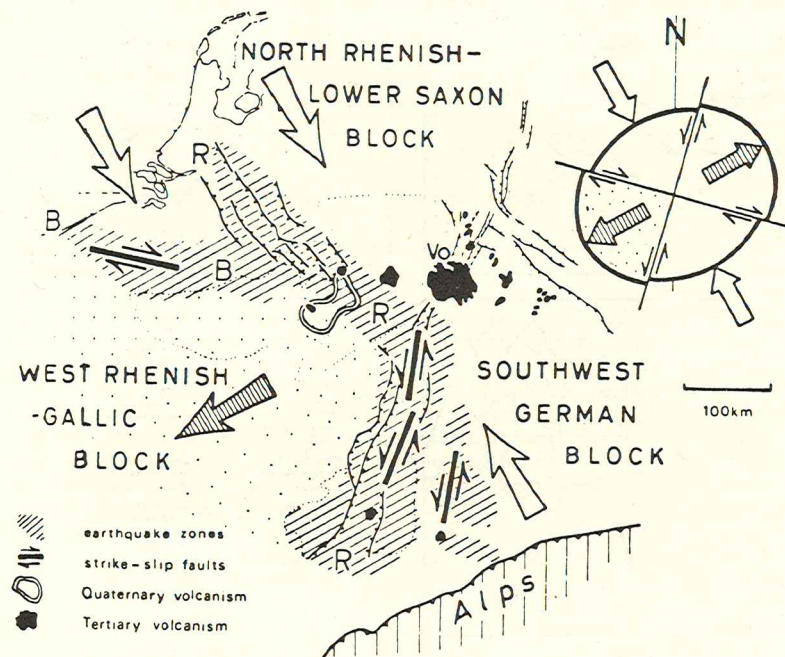 NORTH RHENISH-
LOWER SAXON
BLOCK
N
R
B
B
Vo
R
WEST RHENISH
-GALLIC
BLOCK
SOUTHWEST
GERMAN
BLOCK
100km
R
Alps
earthquake zones
strike-slip faults
Quaternary volcanism
Tertiary volcanism